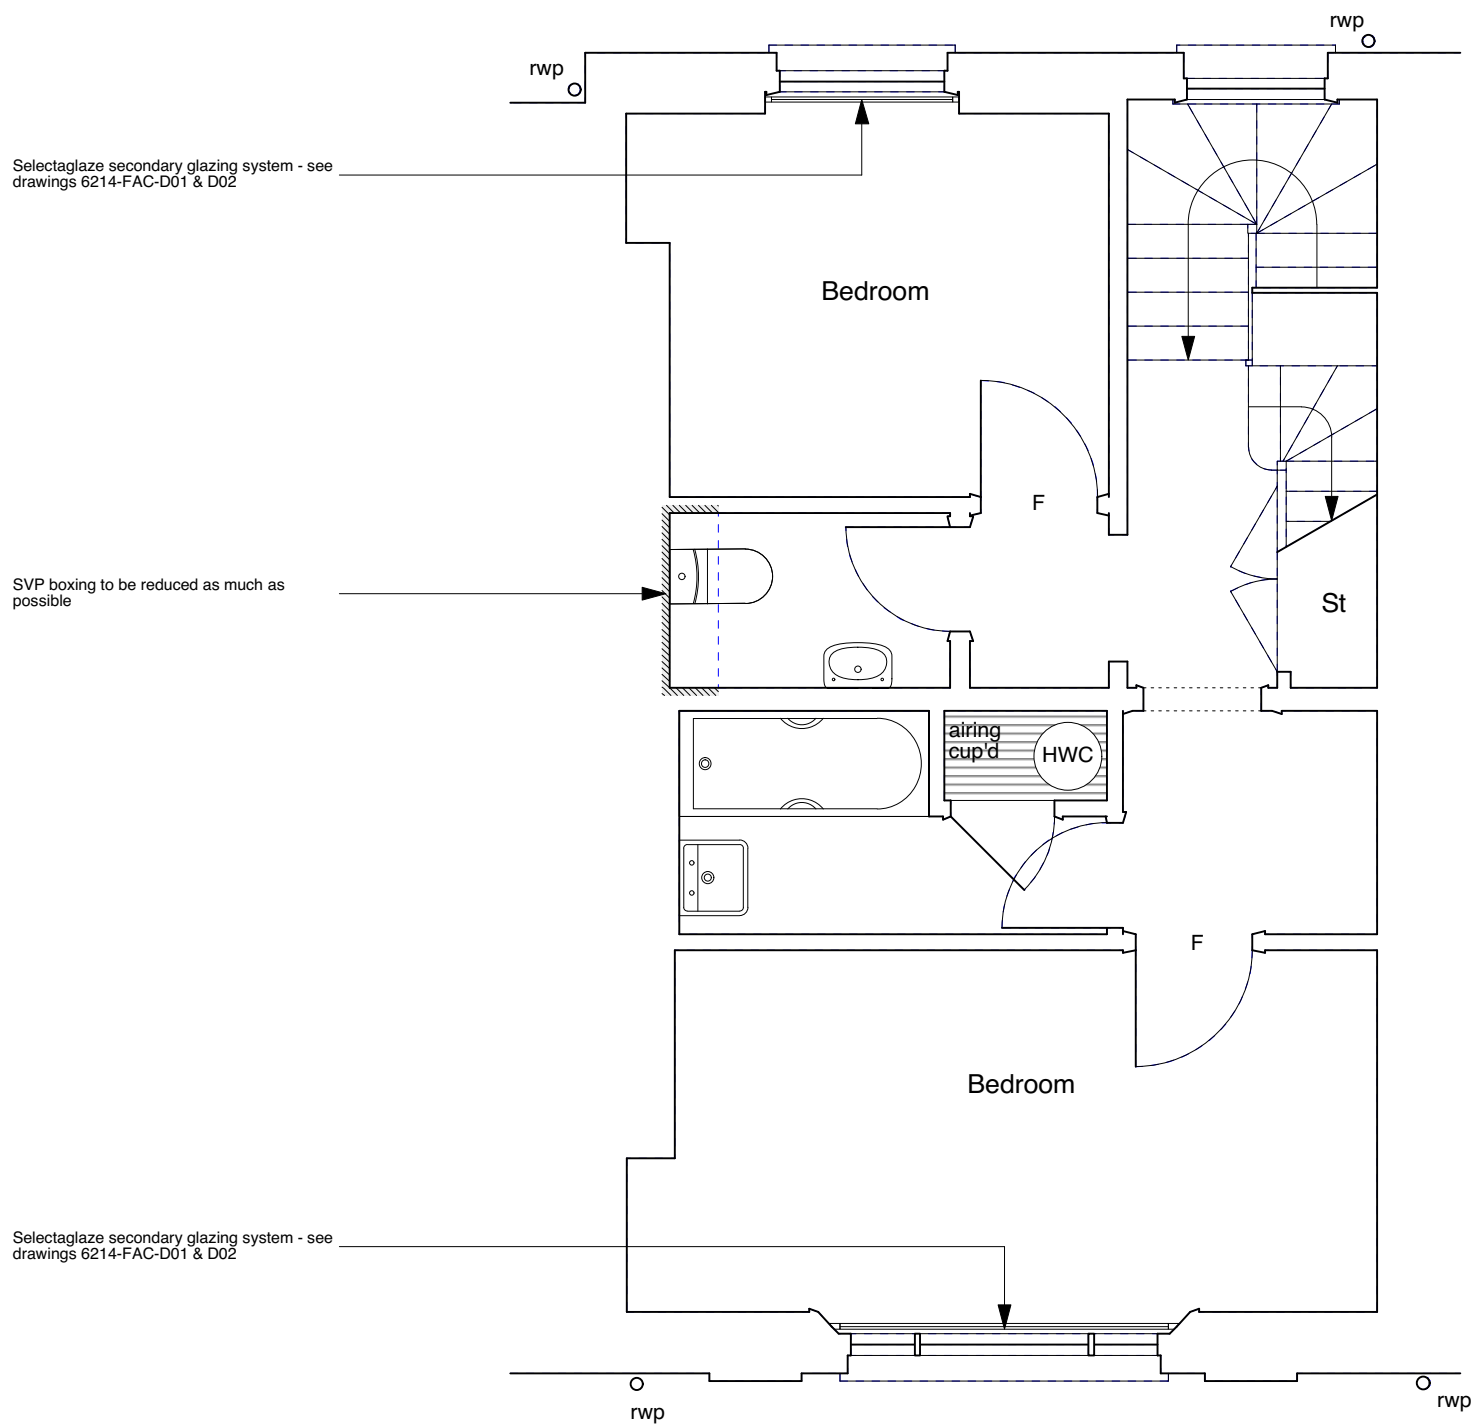 rwp
rwp
Selectaglaze secondary glazing system - see
drawings 6214-FAC-D01 & D02
Bedroom
F
SVP boxing to be reduced as much as
possible
St
airing
cup'd
HWC
F
Bedroom
Selectaglaze secondary glazing system - see
drawings 6214-FAC-D01 & D02
rwp
rwp